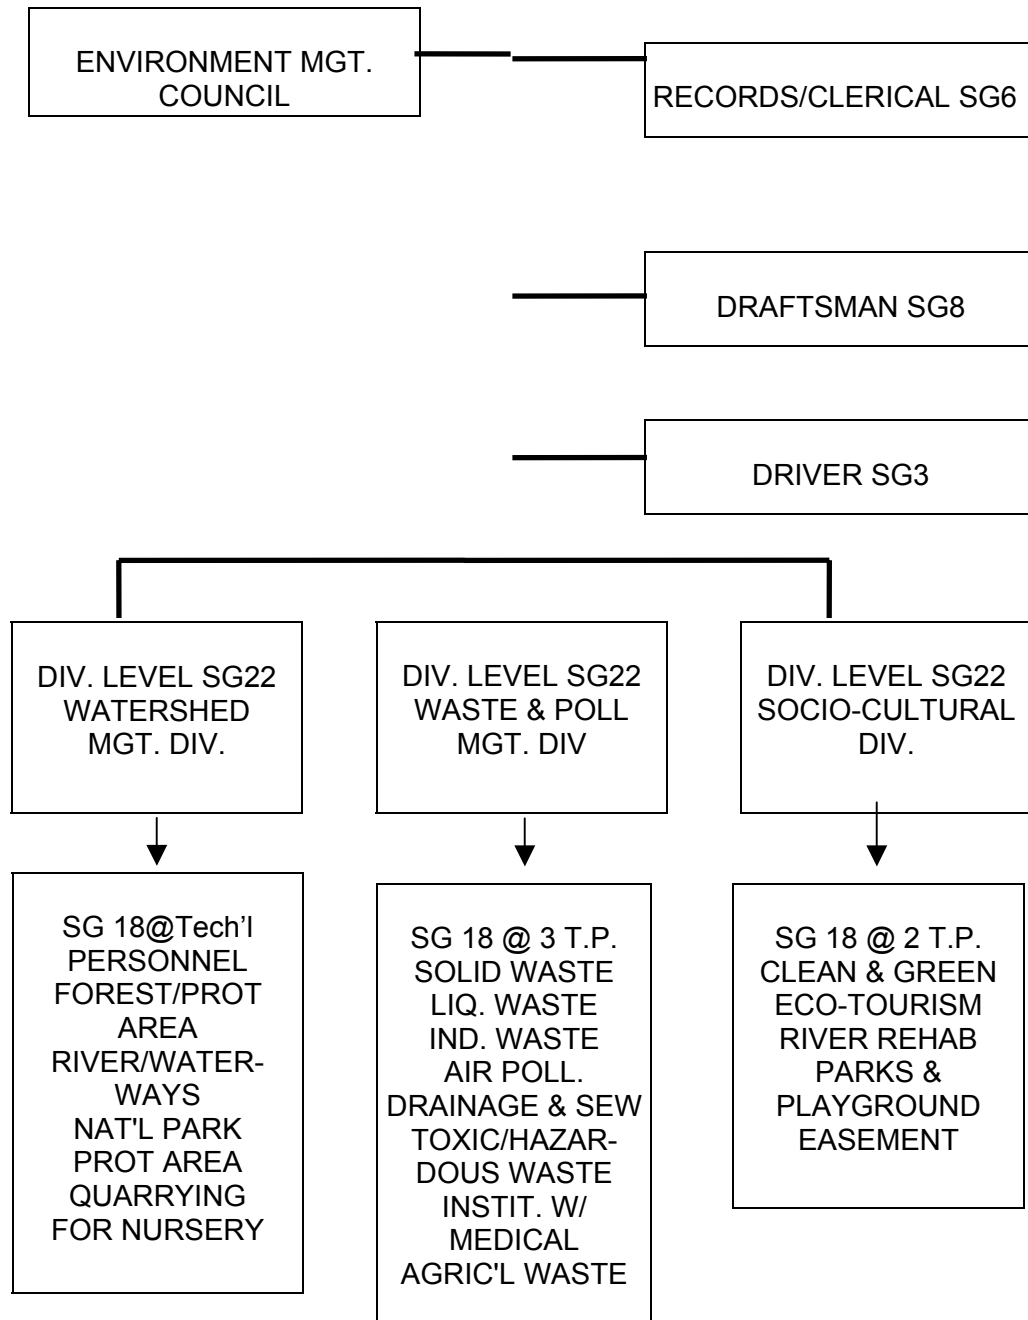 ENVIRONMENT MGT.
COUNCIL
RECORDS/CLERICAL SG6
DRAFTSMAN SG8
DRIVER SG3
DIV. LEVEL SG22
WATERSHED
MGT. DIV.
DIV. LEVEL SG22
WASTE & POLL
MGT. DIV
DIV. LEVEL SG22
SOCIO-CULTURAL
DIV.
SG 18@Tech’l
PERSONNEL
FOREST/PROT
AREA
RIVER/WATER-
WAYS
NAT'L PARK
PROT AREA
QUARRYING
FOR NURSERY
SG 18 @ 3 T.P.
SOLID WASTE
LIQ. WASTE
IND. WASTE
AIR POLL.
DRAINAGE & SEW
TOXIC/HAZAR-
DOUS WASTE
INSTIT. W/
MEDICAL
AGRIC'L WASTE
SG 18 @ 2 T.P.
CLEAN & GREEN
ECO-TOURISM
RIVER REHAB
PARKS &
PLAYGROUND
EASEMENT